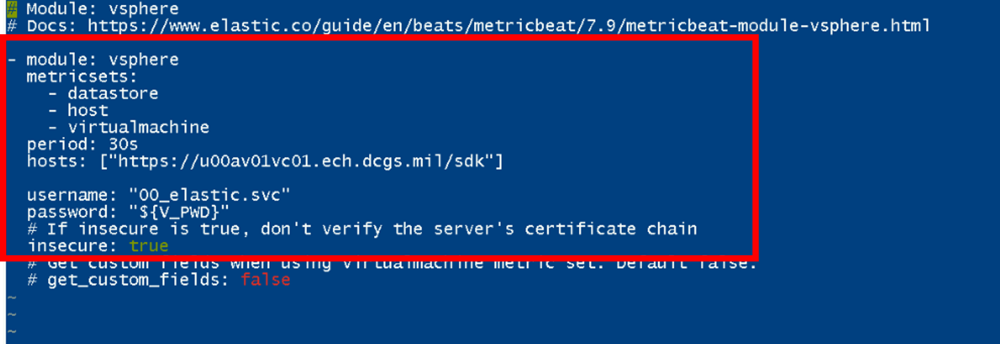 # Module: vsphere
# Docs: https://www.elastic.co/guide/en/beats/metricbeat/7.9/metricbeat-module-vsphere.html
- module: vsphere
metricsets:
- datastore
- host
- virtualmachine
period: 30s
hosts: ["https://u00av01vc01.ech.dcgs.mil/sdk"]
username: "00_elastic.svc"
password: "${V_PWD}"
# If insecure is true, don't verify the server's certificate chain
insecure: true
# Get custom fields when using virtualmachine metric set. Default false.
# get_custom_fields: false
~
~
~